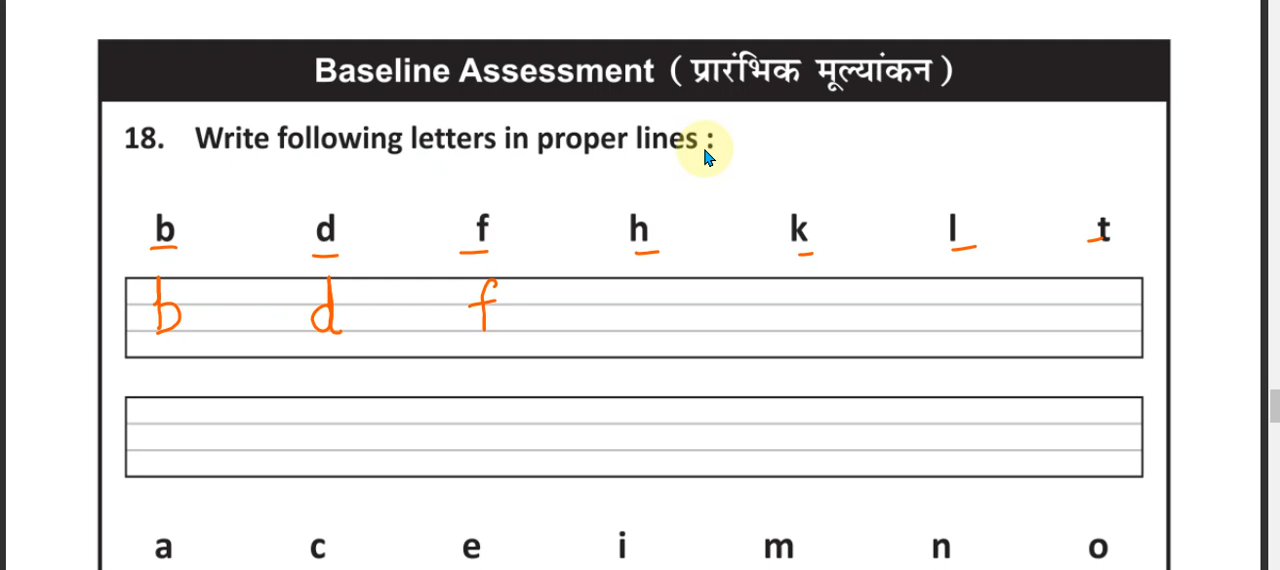 Baseline Assessment ( प्रारंभिक मूल्यांकन )
18. Write following letters in proper lines :
b d f h k l t
b d f
a c e i m n o